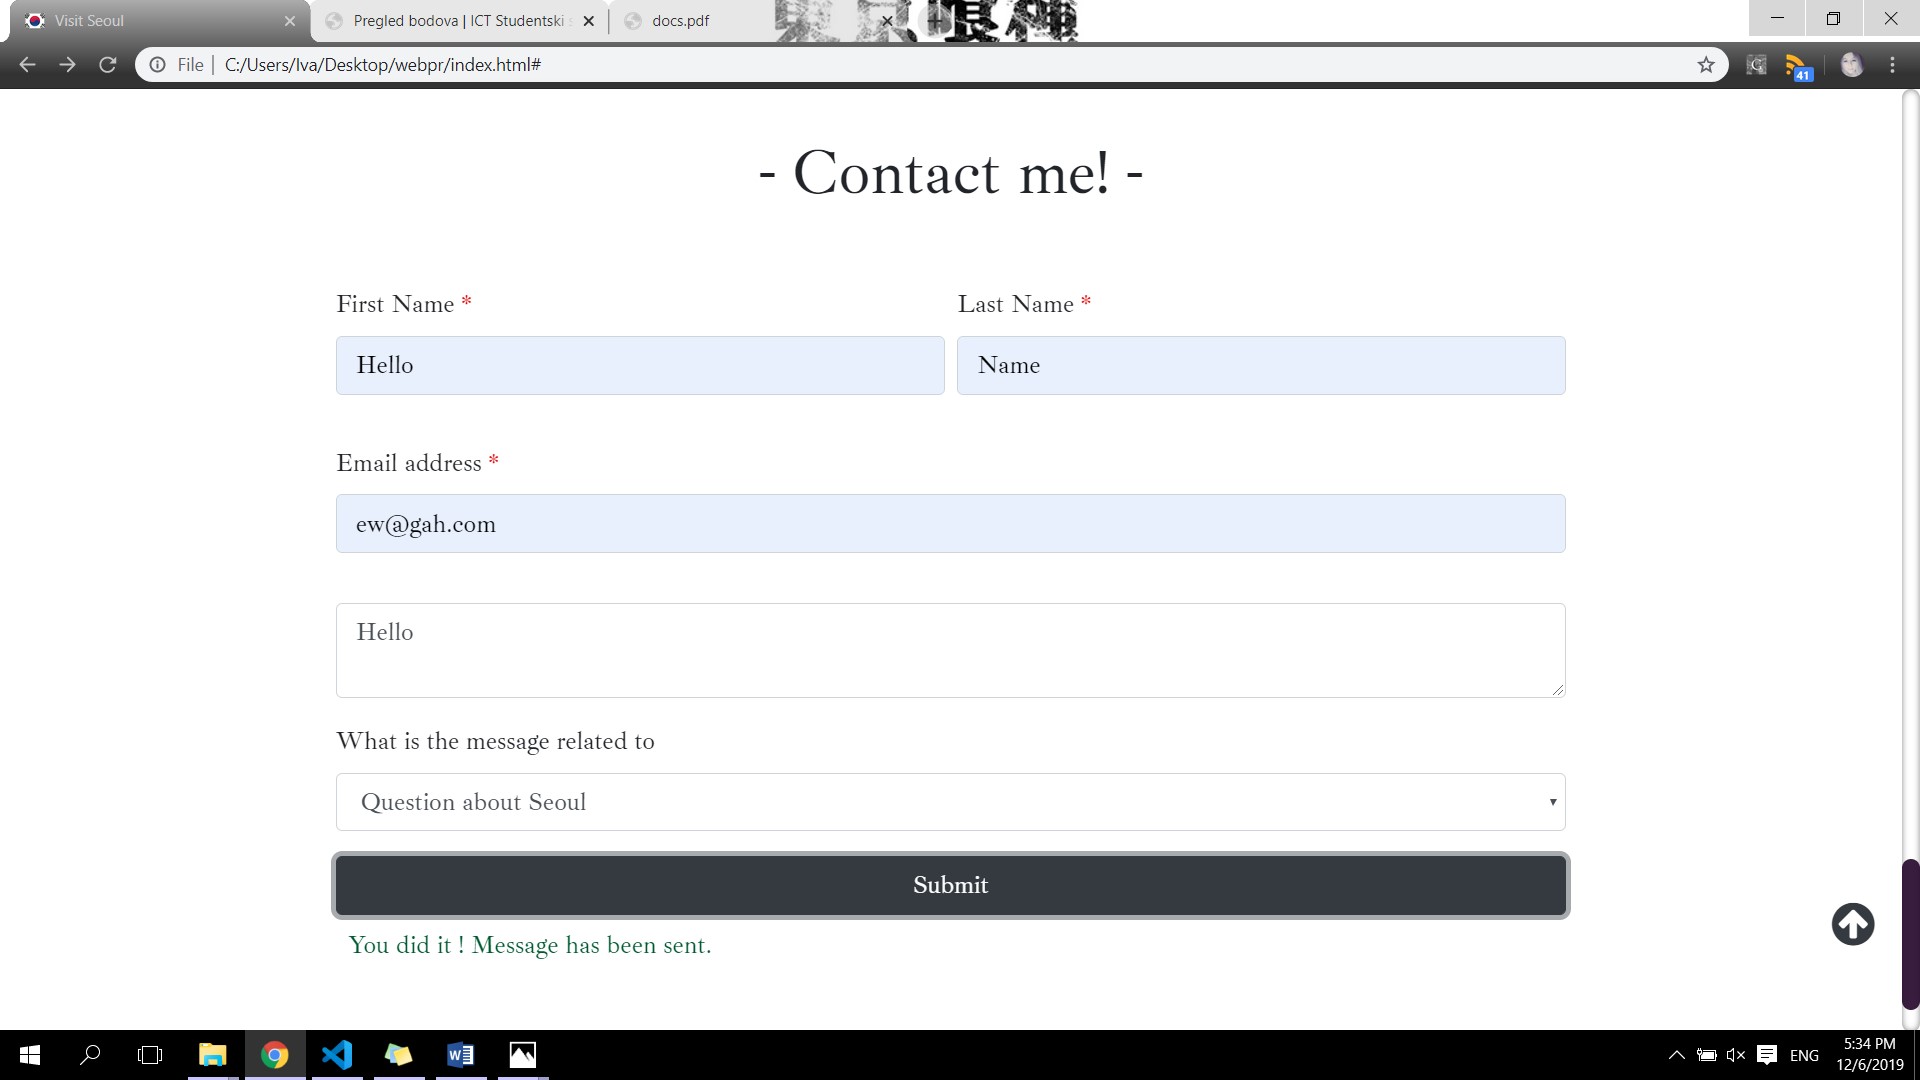 Visit Seoul
Pregled bodova | ICT Studentski
docs.pdf
File
C:/Users/Iva/Desktop/webpr/index.html#
41
- Contact me! -
First Name *
Last Name *
Hello
Name
Email address *
ew@gah.com
Hello
What is the message related to
Question about Seoul
Submit
You did it ! Message has been sent.
ENG
5:34 PM
12/6/2019